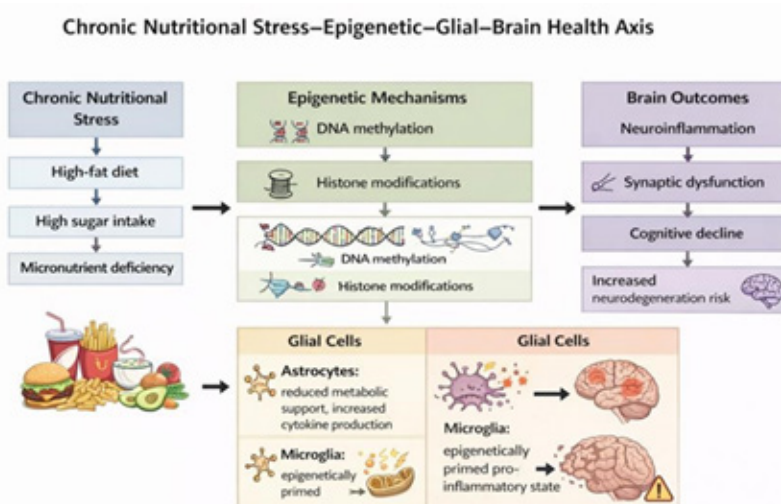 Chronic Nutritional Stress–Epigenetic–Glial–Brain Health Axis
Chronic Nutritional
Stress
High-fat diet
High sugar intake
Micronutrient deficiency
Epigenetic Mechanisms
DNA methylation
Histone modifications
DNA methylation
Histone modifications
Brain Outcomes
Neuroinflammation
Synaptic dysfunction
Cognitive decline
Increased
neurodegeneration risk
Glial Cells
Astrocytes:
reduced metabolic
support, increased
cytokine production
Microglia:
epigenetically
primed
Glial Cells
Microglia:
epigenetically
primed pro-
inflammatory state